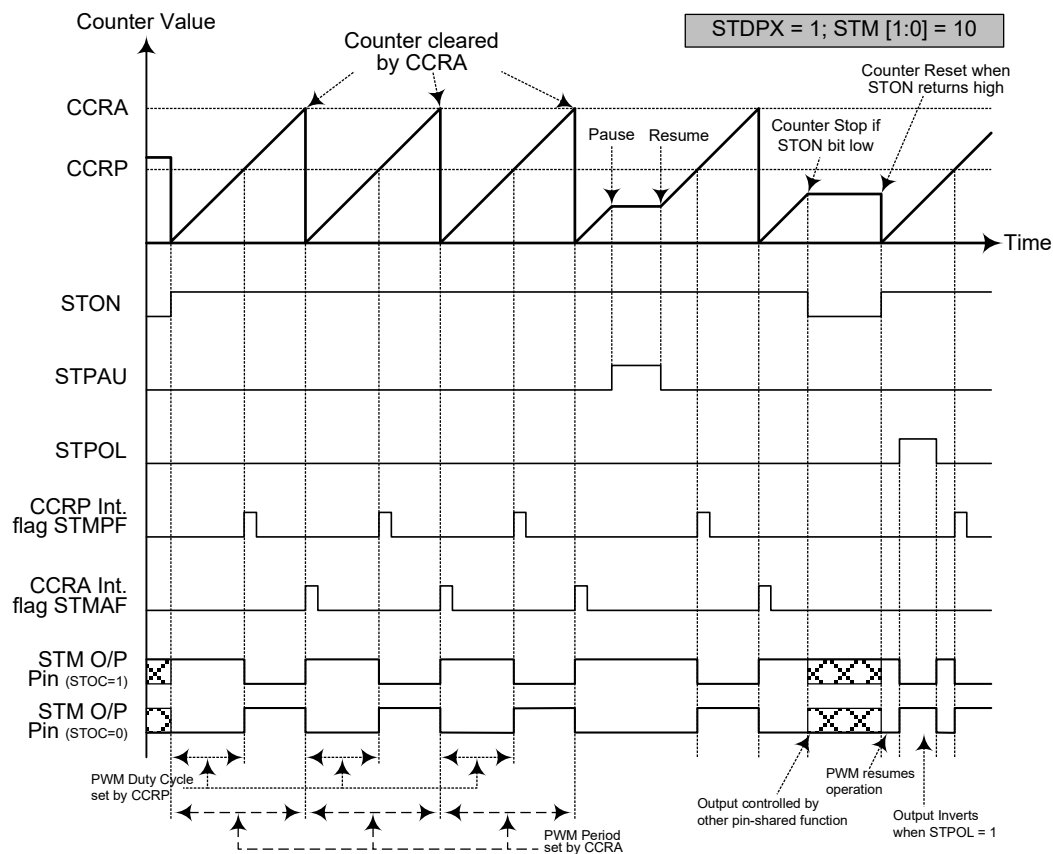 Counter Value
STDPX = 1; STM [1:0] = 10
Counter cleared
by CCRA
Counter Reset when
STON returns high
CCRA
Pause
Resume
Counter Stop if
STON bit low
CCRP
Time
STON
STPAU
STPOL
CCRP Int.
flag STMPF
CCRA Int.
flag STMAF
STM O/P
Pin (STOC=1)
STM O/P
Pin (STOC=0)
PWM Duty Cycle
set by CCRP
PWM resumes
operation
Output controlled by
other pin-shared function
Output Inverts
when STPOL = 1
PWM Period
set by CCRA